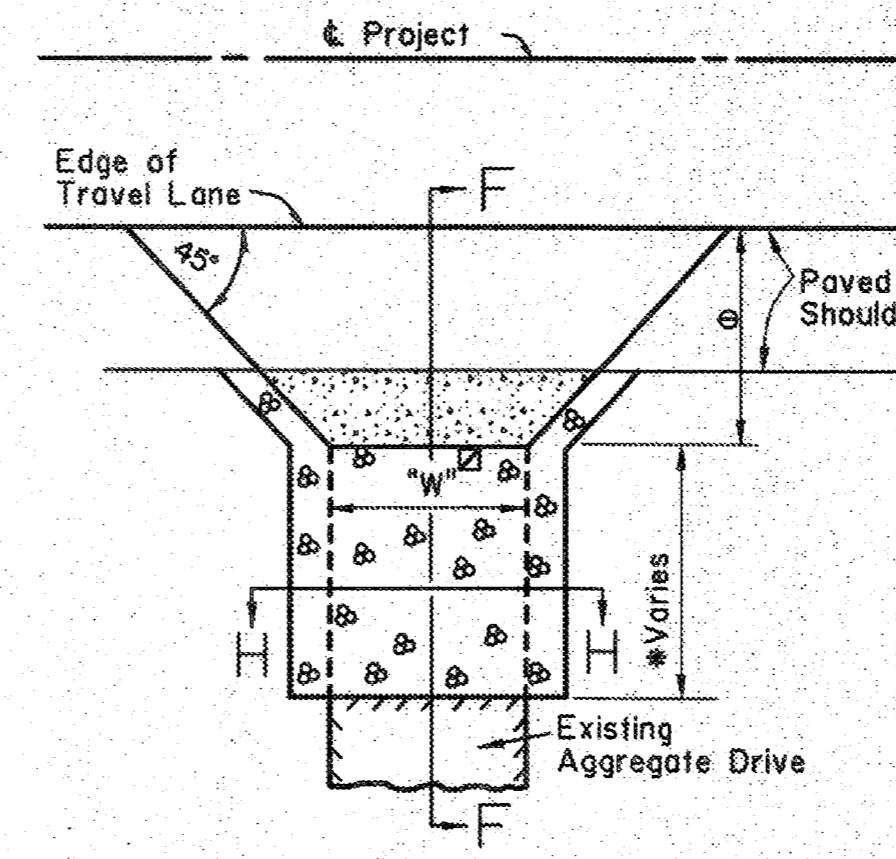 ℄ Project
Edge of
Travel Lane
F
45°
Paved
Should
Θ
"W"
*Varies
H H
Existing
Aggregate Drive
F